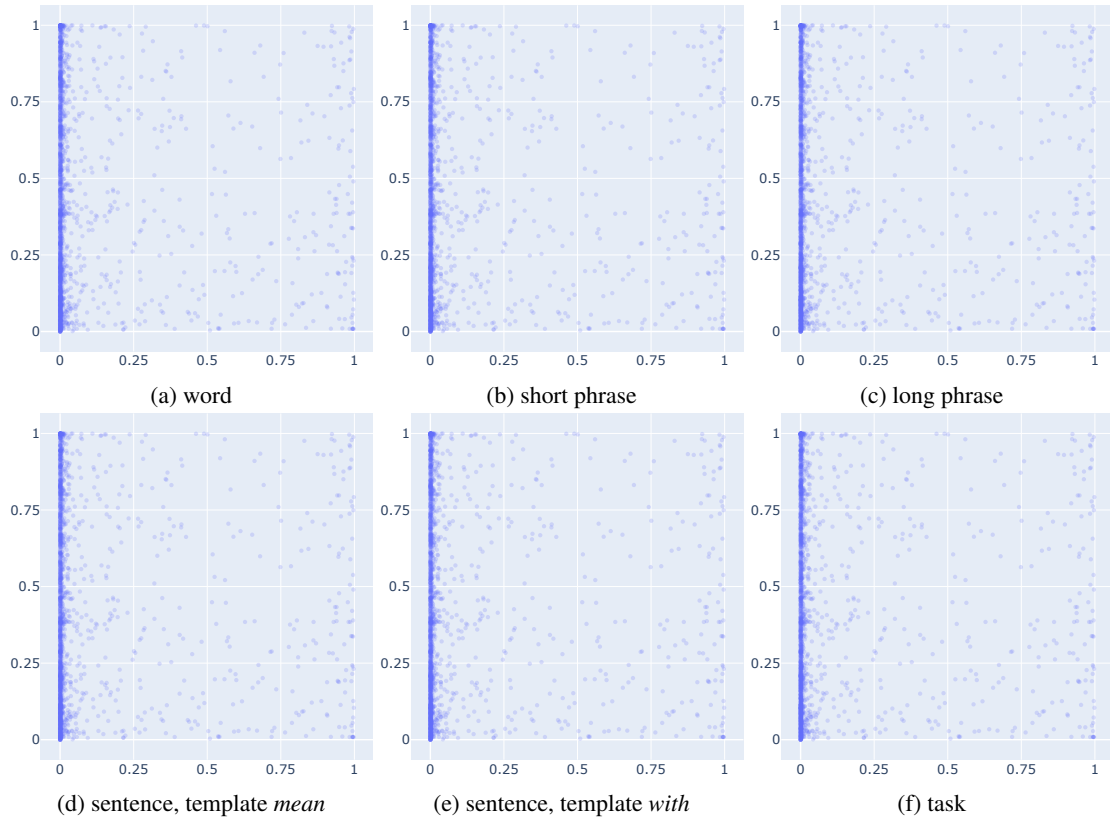 1 1 1
0.75 0.75 0.75
0.5 0.5 0.5
0.25 0.25 0.25
0 0 0
0 0.25 0.5 0.75 1 0 0.25 0.5 0.75 1 0 0.25 0.5 0.75 1
(a) word (b) short phrase (c) long phrase
1 1 1
0.75 0.75 0.75
0.5 0.5 0.5
0.25 0.25 0.25
0 0 0
0 0.25 0.5 0.75 1 0 0.25 0.5 0.75 1 0 0.25 0.5 0.75 1
(d) sentence, template mean (e) sentence, template with (f) task